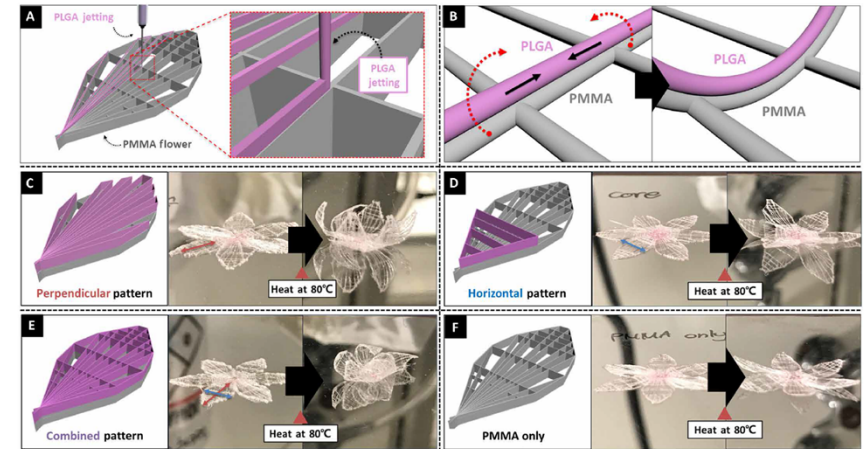 A
PLGA jetting
PMMA flower
PLGA
jetting
B
PLGA
PMMA
PLGA
PMMA
C
Perpendicular pattern
Heat at 80℃
D
core
Horizontal pattern
Heat at 80℃
E
Combined pattern
Heat at 80℃
F
PMMA only
PMMA only
Heat at 80℃